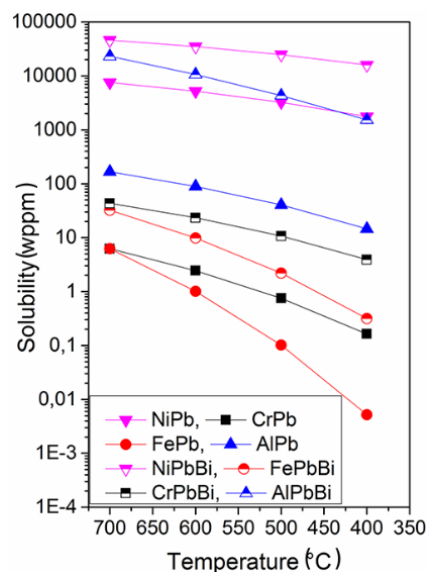 Solubility (wppm)
100000
10000
1000
100
10
1
0,1
0,01
1E-3
1E-4
NiPb, CrPb
FePb, AlPb
NiPbBi, FePbBi
CrPbBi, AlPbBi
700 650 600 550 500 450 400 350
Temperature (°C)